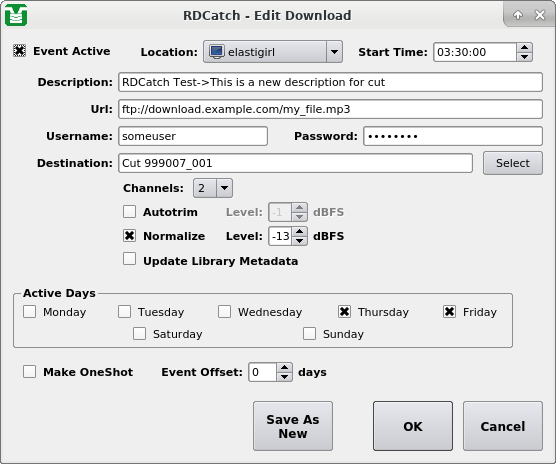 RDCatch - Edit Download
Event Active Location: elastigirl Start Time: 03:30:00
Description: RDCatch Test->This is a new description for cut
Url: ftp://download.example.com/my_file.mp3
Username: someuser Password: ••••••••
Destination: Cut 999007_001 Select
Channels: 2
Autotrim Level: -1 dBFS
Normalize Level: -13 dBFS
Update Library Metadata
Active Days
Monday Tuesday Wednesday Thursday Friday
Saturday Sunday
Make OneShot Event Offset: 0 days
Save As
New
OK Cancel